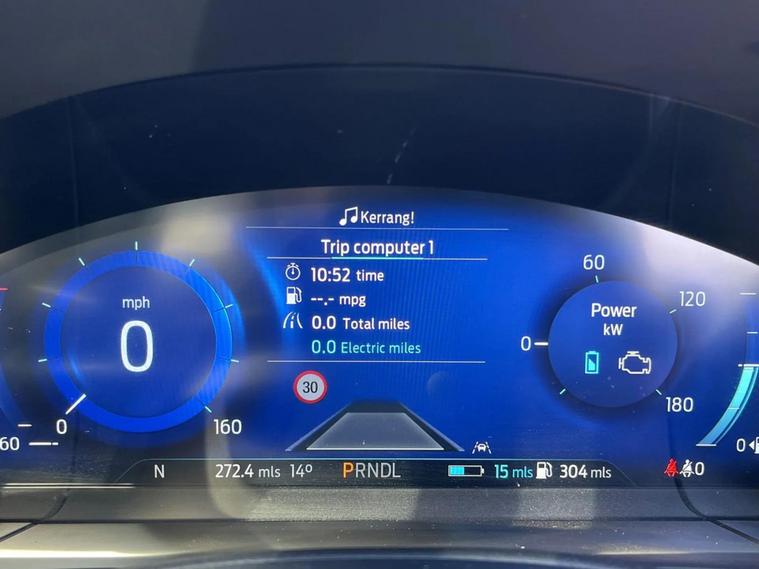 Kerrang!
Trip computer 1
10:52 time
--.- mpg
0.0 Total miles
0.0 Electric miles
mph
0
0
160
60
30
60
0
120
180
Power
kW
0
N 272.4 mls 14° PRNDL 15 mls 304 mls 0